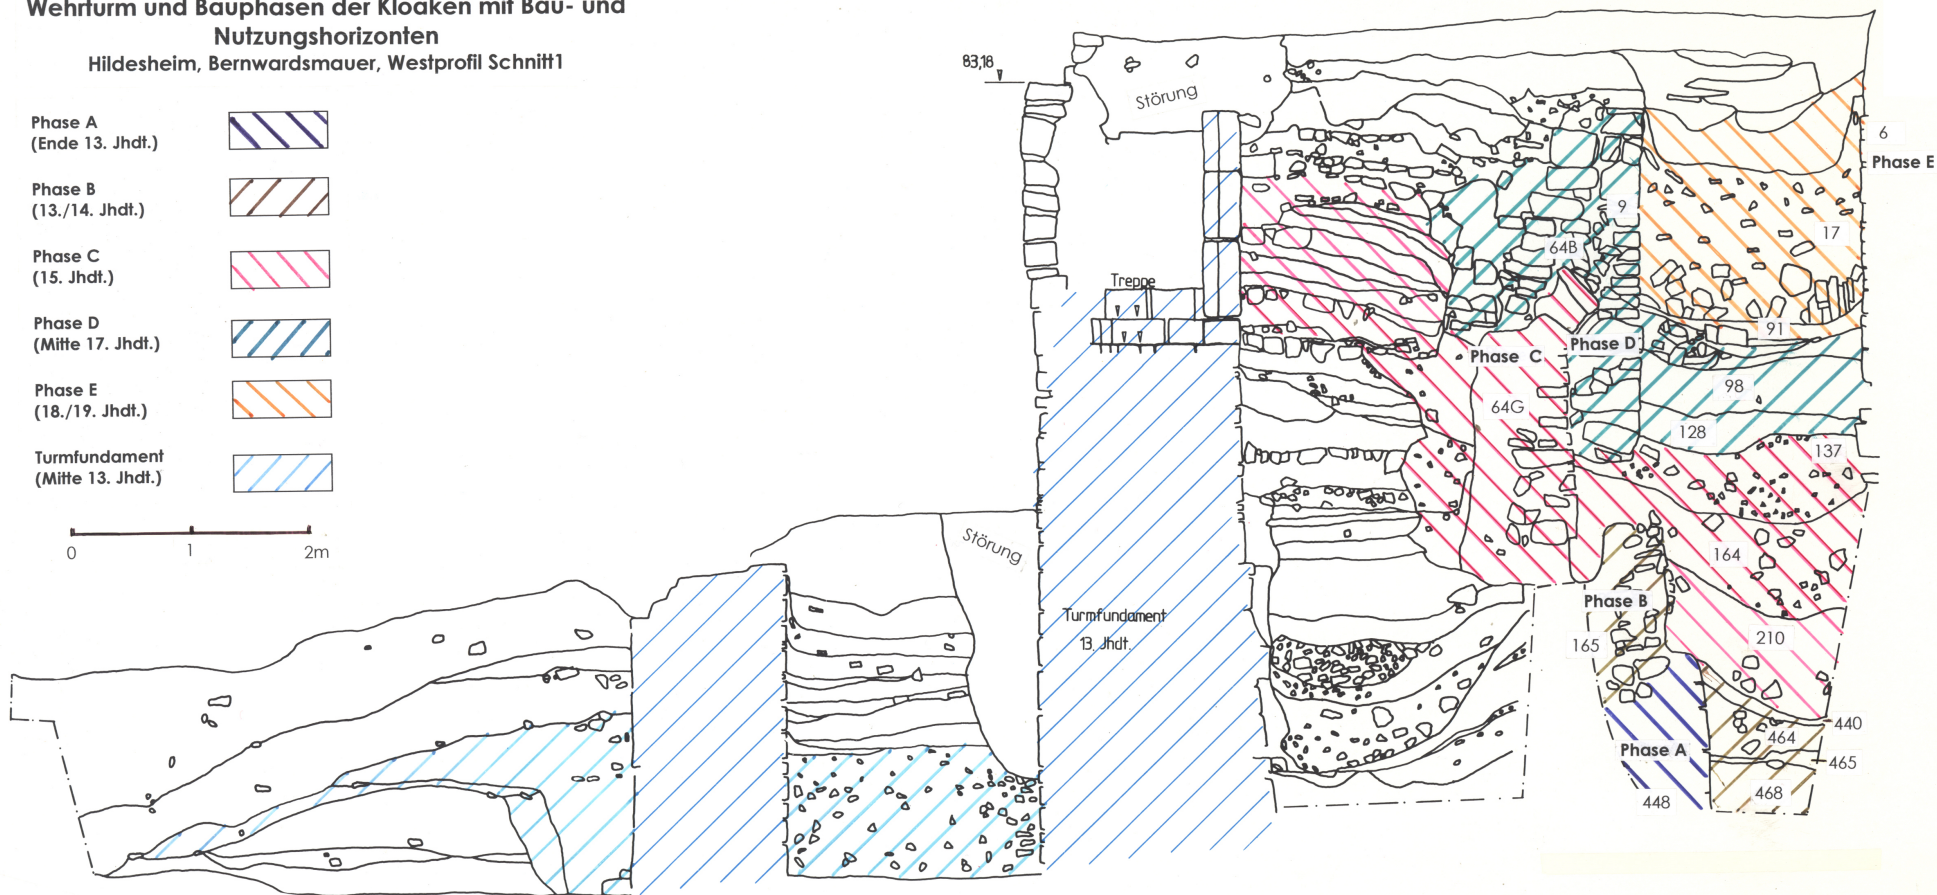 Wehrturm und Bauphasen der Kloaken mit Bau- und
Nutzungshorizonten
Hildesheim, Bernwardsmauer, Westprofil Schnitt1
Phase A
(Ende 13. Jhdt.)
Phase B
(13./14. Jhdt.)
Phase C
(15. Jhdt.)
Phase D
(Mitte 17. Jhdt.)
Phase E
(18./19. Jhdt.)
Turmfundament
(Mitte 13. Jhdt.)
0 1 2m
83,18
Störung
6
Phase E
9
17
64B
Treppe
91
Phase C
Phase D
98
64G
128
137
Störung
164
Phase B
Turmfundament
13. Jhdt.
165
210
440
464
Phase A
465
468
448